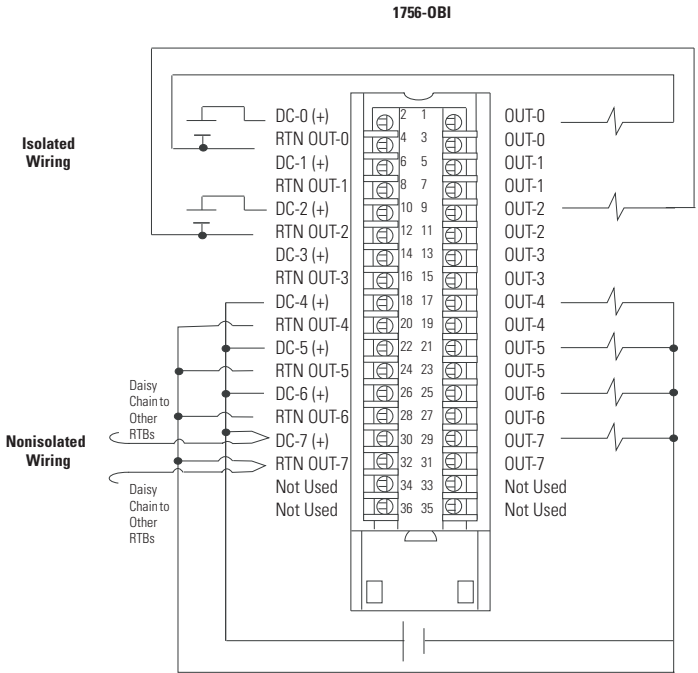 1756-OBI
Isolated
Wiring
DC-0 (+) 2 1 OUT-0
RTN OUT-0 4 3 OUT-0
DC-1 (+) 6 5 OUT-1
RTN OUT-1 8 7 OUT-1
DC-2 (+) 10 9 OUT-2
RTN OUT-2 12 11 OUT-2
DC-3 (+) 14 13 OUT-3
RTN OUT-3 16 15 OUT-3
DC-4 (+) 18 17 OUT-4
RTN OUT-4 20 19 OUT-4
DC-5 (+) 22 21 OUT-5
RTN OUT-5 24 23 OUT-5
DC-6 (+) 26 25 OUT-6
RTN OUT-6 28 27 OUT-6
DC-7 (+) 30 29 OUT-7
RTN OUT-7 32 31 OUT-7
Not Used 34 33 Not Used
Not Used 36 35 Not Used
Daisy
Chain to
Other
RTBs
Nonisolated
Wiring
Daisy
Chain to
Other
RTBs